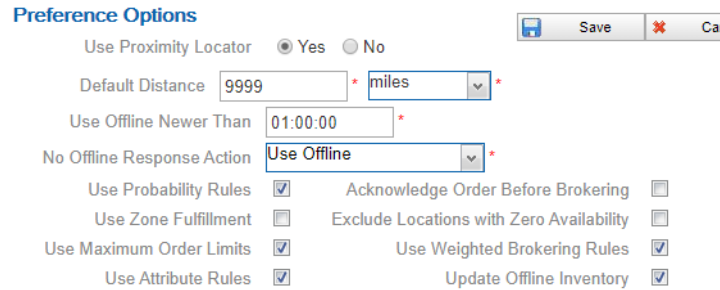 Preference Options
Save
Use Proximity Locator Yes No
Default Distance 9999 * miles *
Use Offline Newer Than 01:00:00 *
No Offline Response Action Use Offline *
Use Probability Rules Acknowledge Order Before Brokering
Use Zone Fulfillment Exclude Locations with Zero Availability
Use Maximum Order Limits Use Weighted Brokering Rules
Use Attribute Rules Update Offline Inventory